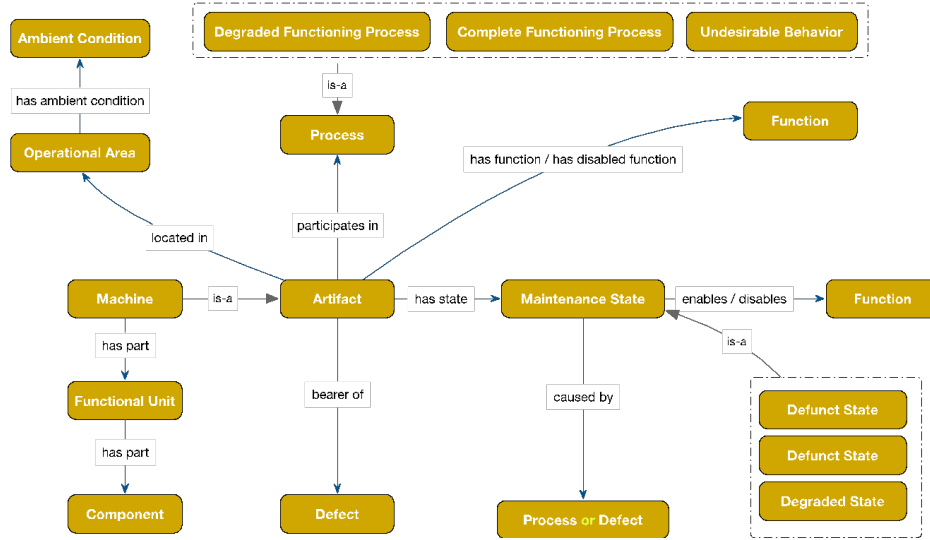 Ambient Condition
Degraded Functioning Process
Complete Functioning Process
Undesirable Behavior
is-a
has ambient condition
Process
Function
Operational Area
has function / has disabled function
participates in
located in
Machine
is-a
Artifact
has state
Maintenance State
enables / disables
Function
has part
is-a
Functional Unit
bearer of
caused by
Defunct State
has part
Defunct State
Degraded State
Component
Defect
Process or Defect